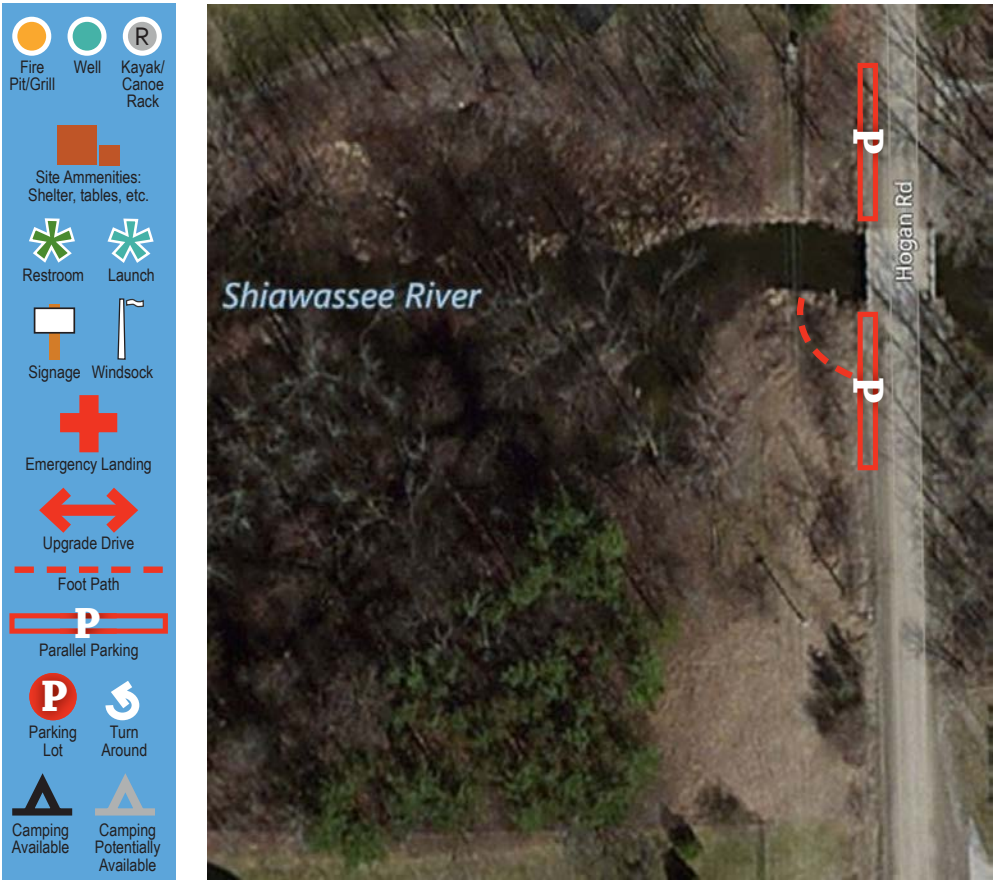 R
Fire
Pit/Grill
Well
Kayak/
Canoe
Rack
Site Ammenities:
Shelter, tables, etc.
Restroom
Launch
Signage
Windsock
Emergency Landing
Upgrade Drive
Foot Path
P
Parallel Parking
P
Parking
Lot
Turn
Around
Camping
Available
Camping
Potentially
Available
P
Hogan Rd
Shiawassee River
P